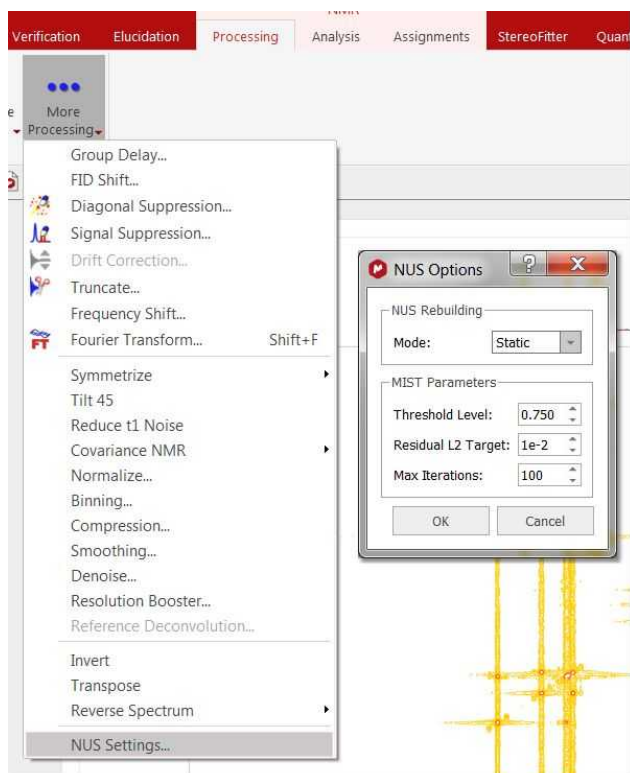 NMR
Verification Elucidation Processing Analysis Assignments StereoFitter Quant
e More
Processing
Group Delay...
FID Shift...
Diagonal Suppression...
Signal Suppression...
Drift Correction...
Truncate...
Frequency Shift...
FT Fourier Transform... Shift+F
Symmetrize
Tilt 45
Reduce t1 Noise
Covariance NMR
Normalize...
Binning...
Compression...
Smoothing...
Denoise...
Resolution Booster...
Reference Deconvolution...
Invert
Transpose
Reverse Spectrum
NUS Settings...
NUS Options ? X
NUS Rebuilding
Mode: Static
MIST Parameters
Threshold Level: 0.750
Residual L2 Target: 1e-2
Max Iterations: 100
OK Cancel